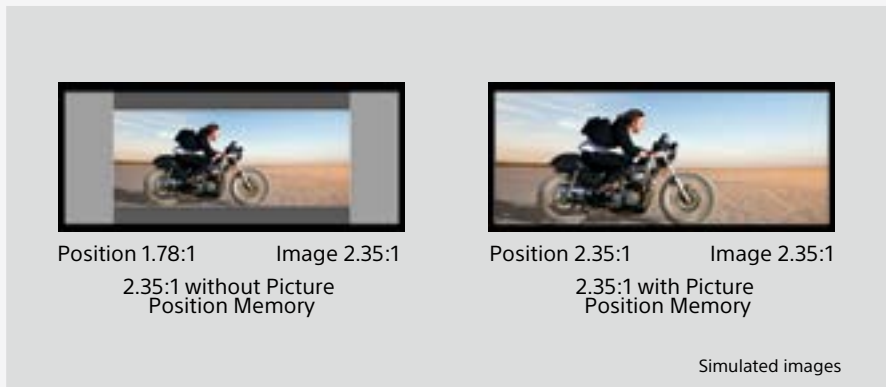 Position 1.78:1 Image 2.35:1
2.35:1 without Picture
Position Memory
Position 2.35:1 Image 2.35:1
2.35:1 with Picture
Position Memory
Simulated images